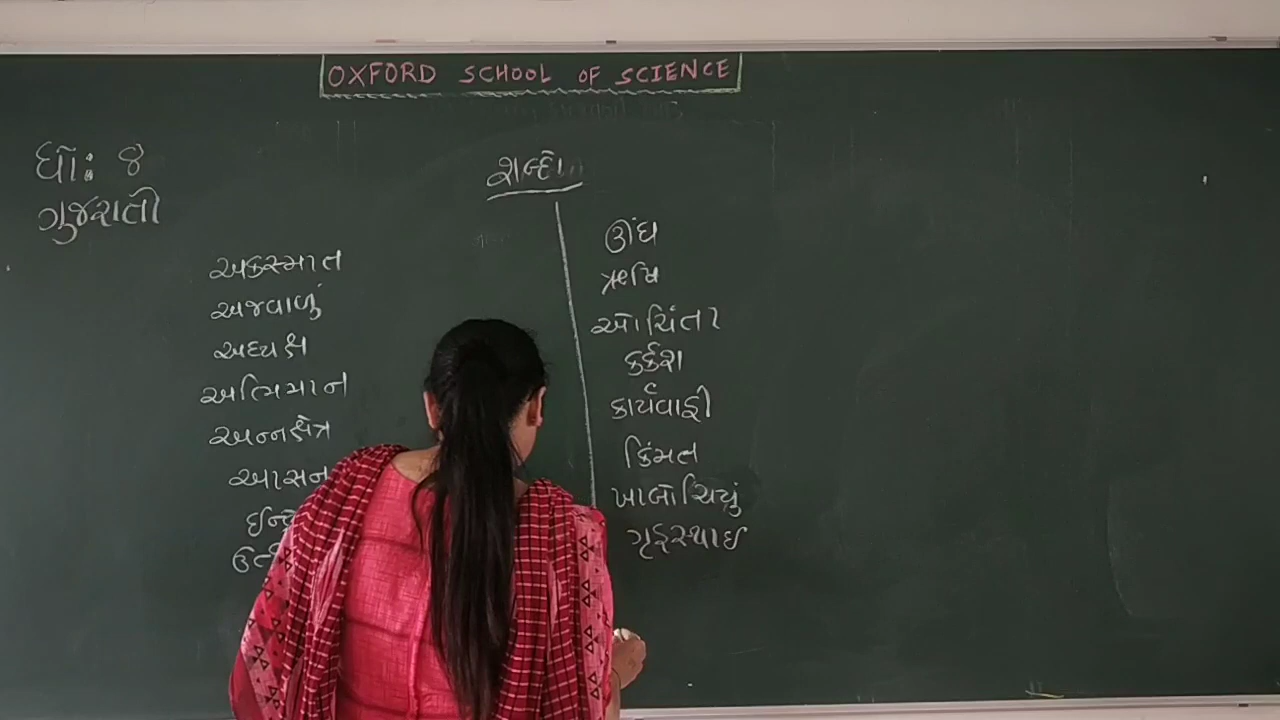 OXFORD SCHOOL OF SCIENCE
ધો: ૪
ગુજરાતી
શબ્દો
અકસ્માત
અજવાળું
અધ્યક્ષ
અભિમાન
અન્નક્ષેત્ર
આસન
ઊંઘ
ઋષિ
ઓચિંતા
કર્કશ
કાર્યવાહી
કિંમત
ખાબોચિયું
ગૃહસ્થાઈ